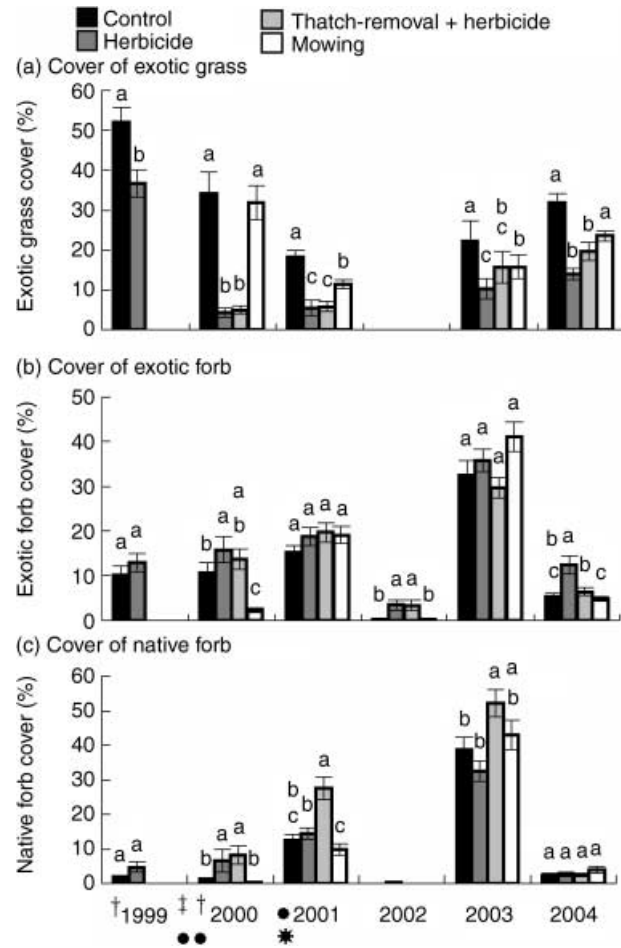 Control
Herbicide
Thatch-removal + herbicide
Mowing
(a) Cover of exotic grass
Exotic grass cover (%)
60
50
40
30
20
10
0
a
b
a
b
b
a
a
c
c
b
a
c
b
c
b
a
b
b
a
(b) Cover of exotic forb
Exotic forb cover (%)
50
40
30
20
10
0
a
a
b
a
a
b
c
a
a
a
a
b
a
a
b
a
a
a
a
b
c
a
b
c
(c) Cover of native forb
Native forb cover (%)
60
50
40
30
20
10
0
a
a
b
a
a
b
b
c
b
a
c
b
b
a
a
b
a
a
a
a
†1999 ‡ † 2000 ●2001 2002 2003 2004
●● ✷